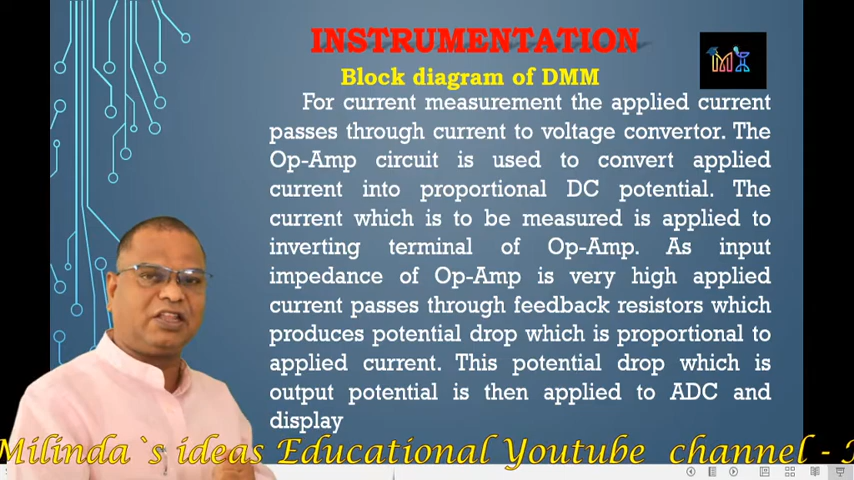 INSTRUMENTATION
MI
Block diagram of DMM
For current measurement the applied current
passes through current to voltage convertor. The
Op-Amp circuit is used to convert applied
current into proportional DC potential. The
current which is to be measured is applied to
inverting terminal of Op-Amp. As input
impedance of Op-Amp is very high applied
current passes through feedback resistors which
produces potential drop which is proportional to
applied current. This potential drop which is
output potential is then applied to ADC and
display
Milinda`s ideas Educational Youtube channel -